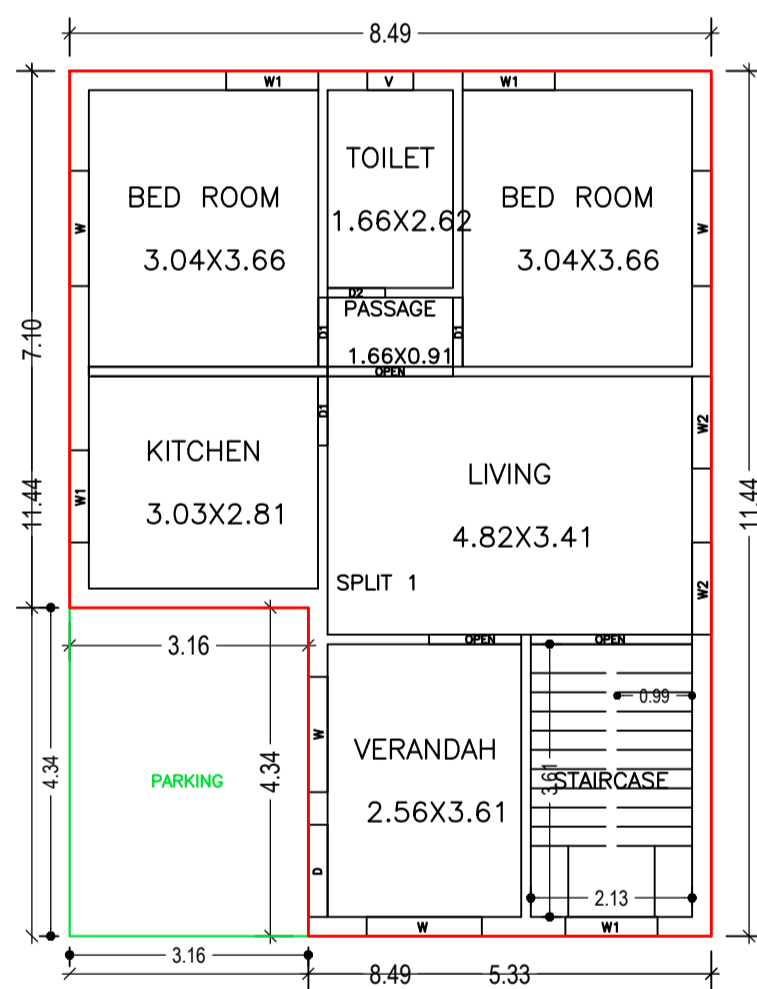 8.49
W1
V
W1
TOILET
1.66X2.62
BED ROOM
3.04X3.66
BED ROOM
3.04X3.66
W
W
D2
PASSAGE
1.66X0.91
D1
D1
OPEN
7.10
11.44
11.44
D1
KITCHEN
3.03X2.81
W1
LIVING
4.82X3.41
W2
W2
SPLIT 1
OPEN
OPEN
3.16
0.99
W
VERANDAH
2.56X3.61
3.61
STAIRCASE
PARKING
4.34
4.34
D
2.13
W
W1
3.16
8.49
5.33